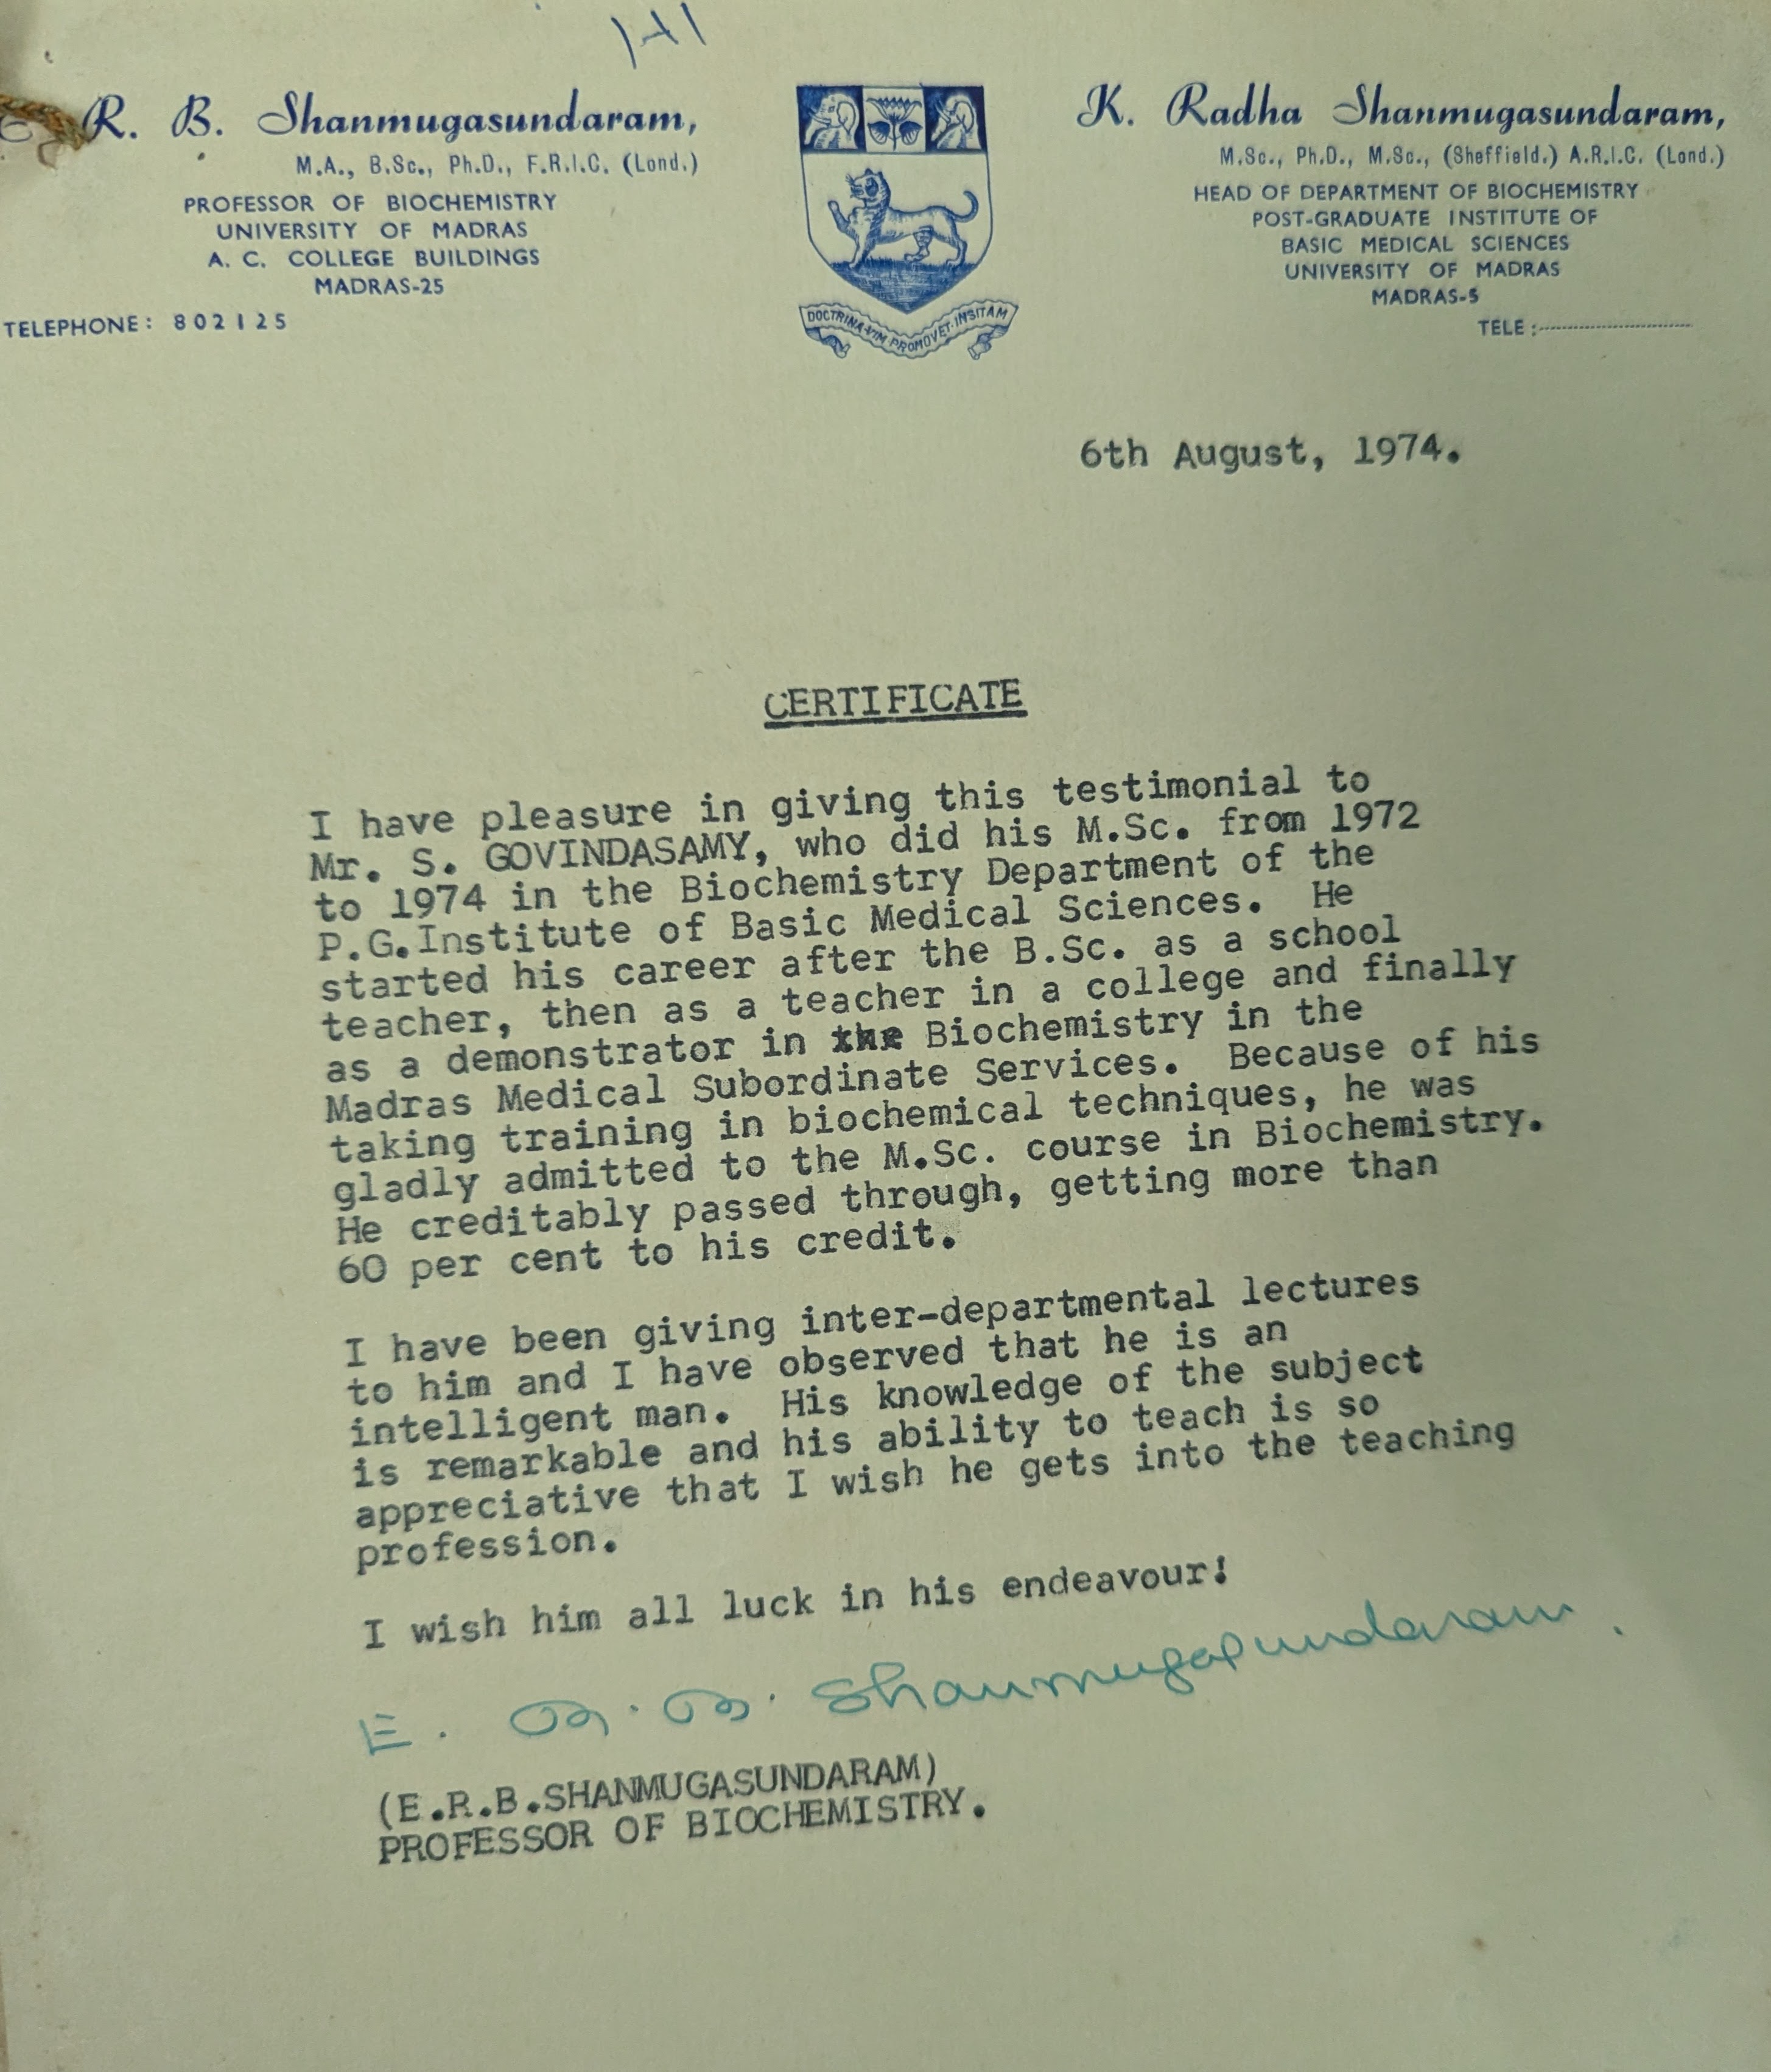 R. B. Shanmugasundaram,
M.A., B.Sc., Ph.D., F.R.I.C. (Lond.)
PROFESSOR OF BIOCHEMISTRY
UNIVERSITY OF MADRAS
A. C. COLLEGE BUILDINGS
MADRAS-25
TELEPHONE: 802125
DOCTRINA VIM PROMOVET INSITAM
K. Radha Shanmugasundaram,
M.Sc., Ph.D., M.Sc., (Sheffield.) A.R.I.C. (Lond.)
HEAD OF DEPARTMENT OF BIOCHEMISTRY
POST-GRADUATE INSTITUTE OF
BASIC MEDICAL SCIENCES
UNIVERSITY OF MADRAS
MADRAS-5
TELE :
6th August, 1974.
CERTIFICATE
I have pleasure in giving this testimonial to
Mr. S. GOVINDASAMY, who did his M.Sc. from 1972
to 1974 in the Biochemistry Department of the
P.G.Institute of Basic Medical Sciences. He
started his career after the B.Sc. as a school
teacher, then as a teacher in a college and finally
as a demonstrator in Biochemistry in the
Madras Medical Subordinate Services. Because of his
taking training in biochemical techniques, he was
gladly admitted to the M.Sc. course in Biochemistry.
He creditably passed through, getting more than
60 per cent to his credit.
I have been giving inter-departmental lectures
to him and I have observed that he is an
intelligent man. His knowledge of the subject
is remarkable and his ability to teach is so
appreciative that I wish he gets into the teaching
profession.
I wish him all luck in his endeavour!
E. R. B. Shanmugasundaram.
(E.R.B.SHANMUGASUNDARAM)
PROFESSOR OF BIOCHEMISTRY.